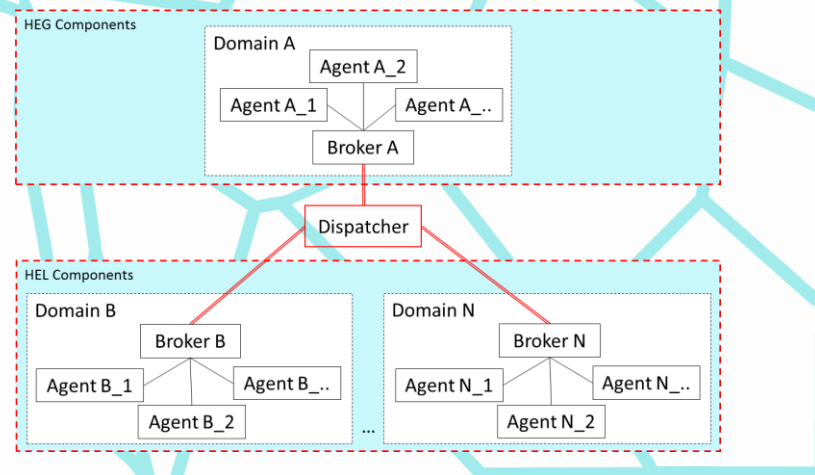 HEG Components
Domain A
Agent A_2
Agent A_1
Agent A_..
Broker A
Dispatcher
HEL Components
Domain B
Domain N
Broker B
Broker N
Agent B_1
Agent B_..
Agent N_1
Agent N_..
Agent B_2
...
Agent N_2